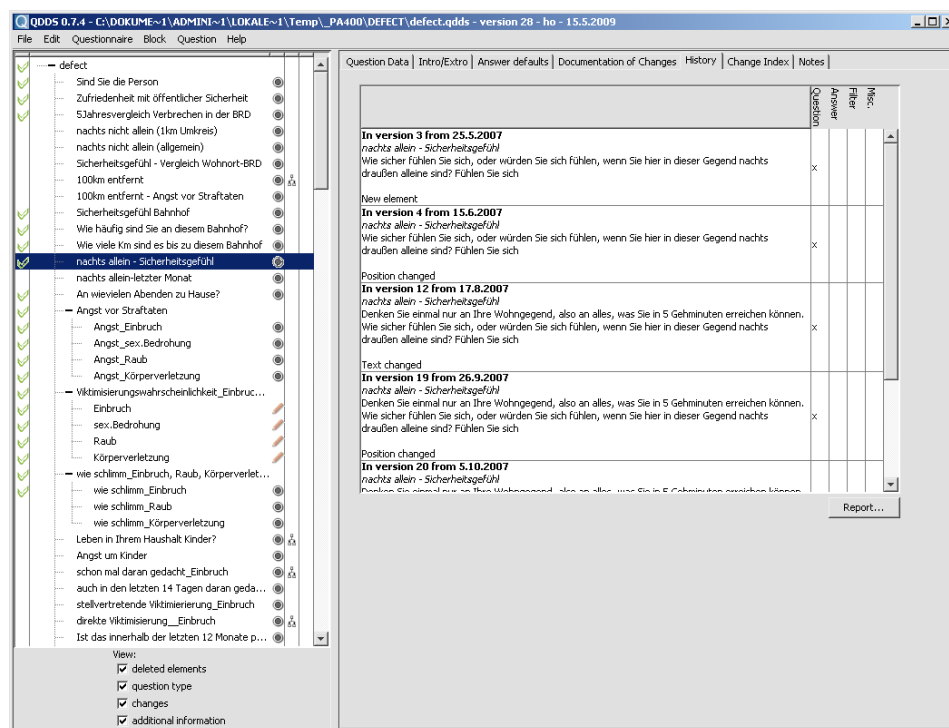 QDDS 0.7.4 - C:\DOKUME~1\ADMINI~1\LOKALE~1\Temp\_PA400\DEFECT\defect.qdds - version 28 - ho - 15.5.2009
File Edit Questionnaire Block Question Help
defect
Sind Sie die Person
Zufriedenheit mit öffentlicher Sicherheit
5Jahresvergleich Verbrechen in der BRD
nachts nicht allein (1km Umkreis)
nachts nicht allein (allgemein)
Sicherheitsgefühl - Vergleich Wohnort-BRD
100km entfernt
100km entfernt - Angst vor Straftaten
Sicherheitsgefühl Bahnhof
Wie häufig sind Sie an diesem Bahnhof?
Wie viele Km sind es bis zu diesem Bahnhof
nachts allein - Sicherheitsgefühl
nachts allein-letzter Monat
An wievielen Abenden zu Hause?
Angst vor Straftaten
Angst_Einbruch
Angst_sex.Bedrohung
Angst_Raub
Angst_Körperverletzung
Viktimisierungswahrscheinlichkeit_Einbruc...
Einbruch
sex.Bedrohung
Raub
Körperverletzung
wie schlimm_Einbruch, Raub, Körperverlet...
wie schlimm_Einbruch
wie schlimm_Raub
wie schlimm_Körperverletzung
Leben in Ihrem Haushalt Kinder?
Angst um Kinder
schon mal daran gedacht_Einbruch
auch in den letzten 14 Tagen daran geda...
stellvertretende Viktimierierung_Einbruch
direkte Viktimisierung__Einbruch
Ist das innerhalb der letzten 12 Monate p...
View:
deleted elements
question type
changes
additional information
Question Data Intro/Extro Answer defaults Documentation of Changes History Change Index Notes
Question Answer Filter Misc.
In version 3 from 25.5.2007
nachts allein - Sicherheitsgefühl
Wie sicher fühlen Sie sich, oder würden Sie sich fühlen, wenn Sie hier in dieser Gegend nachts
draußen alleine sind? Fühlen Sie sich
x
New element
In version 4 from 15.6.2007
nachts allein - Sicherheitsgefühl
Wie sicher fühlen Sie sich, oder würden Sie sich fühlen, wenn Sie hier in dieser Gegend nachts
draußen alleine sind? Fühlen Sie sich
x
Position changed
In version 12 from 17.8.2007
nachts allein - Sicherheitsgefühl
Denken Sie einmal nur an Ihre Wohngegend, also an alles, was Sie in 5 Gehminuten erreichen können.
Wie sicher fühlen Sie sich, oder würden Sie sich fühlen, wenn Sie hier in dieser Gegend nachts
x
draußen alleine sind? Fühlen Sie sich
Text changed
In version 19 from 26.9.2007
nachts allein - Sicherheitsgefühl
Denken Sie einmal nur an Ihre Wohngegend, also an alles, was Sie in 5 Gehminuten erreichen können.
Wie sicher fühlen Sie sich, oder würden Sie sich fühlen, wenn Sie hier in dieser Gegend nachts
x
draußen alleine sind? Fühlen Sie sich
Position changed
In version 20 from 5.10.2007
nachts allein - Sicherheitsgefühl
Denken Sie einmal nur an Ihre Wohngegend, also an alles, was Sie in 5 Gehminuten erreichen können.
Report...